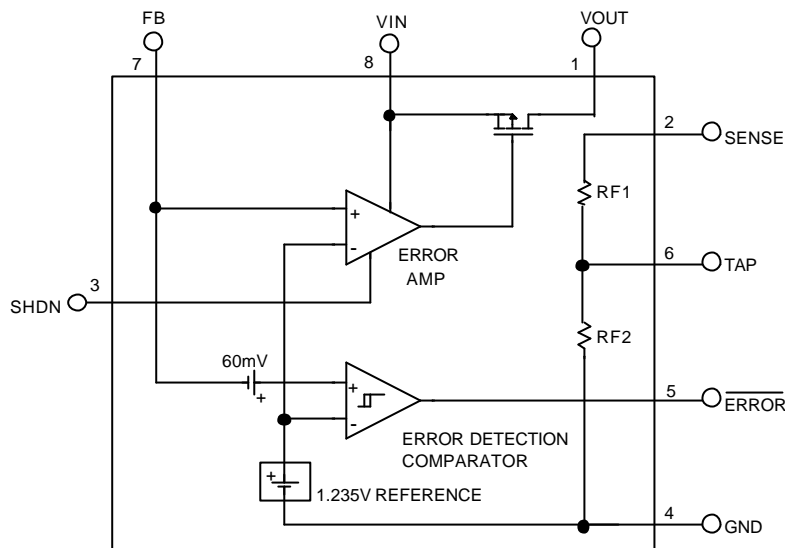 FB
VIN
VOUT
7
8
1
2
SENSE
RF1
+
-
ERROR
AMP
6
TAP
3
SHDN
RF2
60mV
+
+
-
5
ERROR
ERROR DETECTION
COMPARATOR
+
1.235V REFERENCE
4
GND